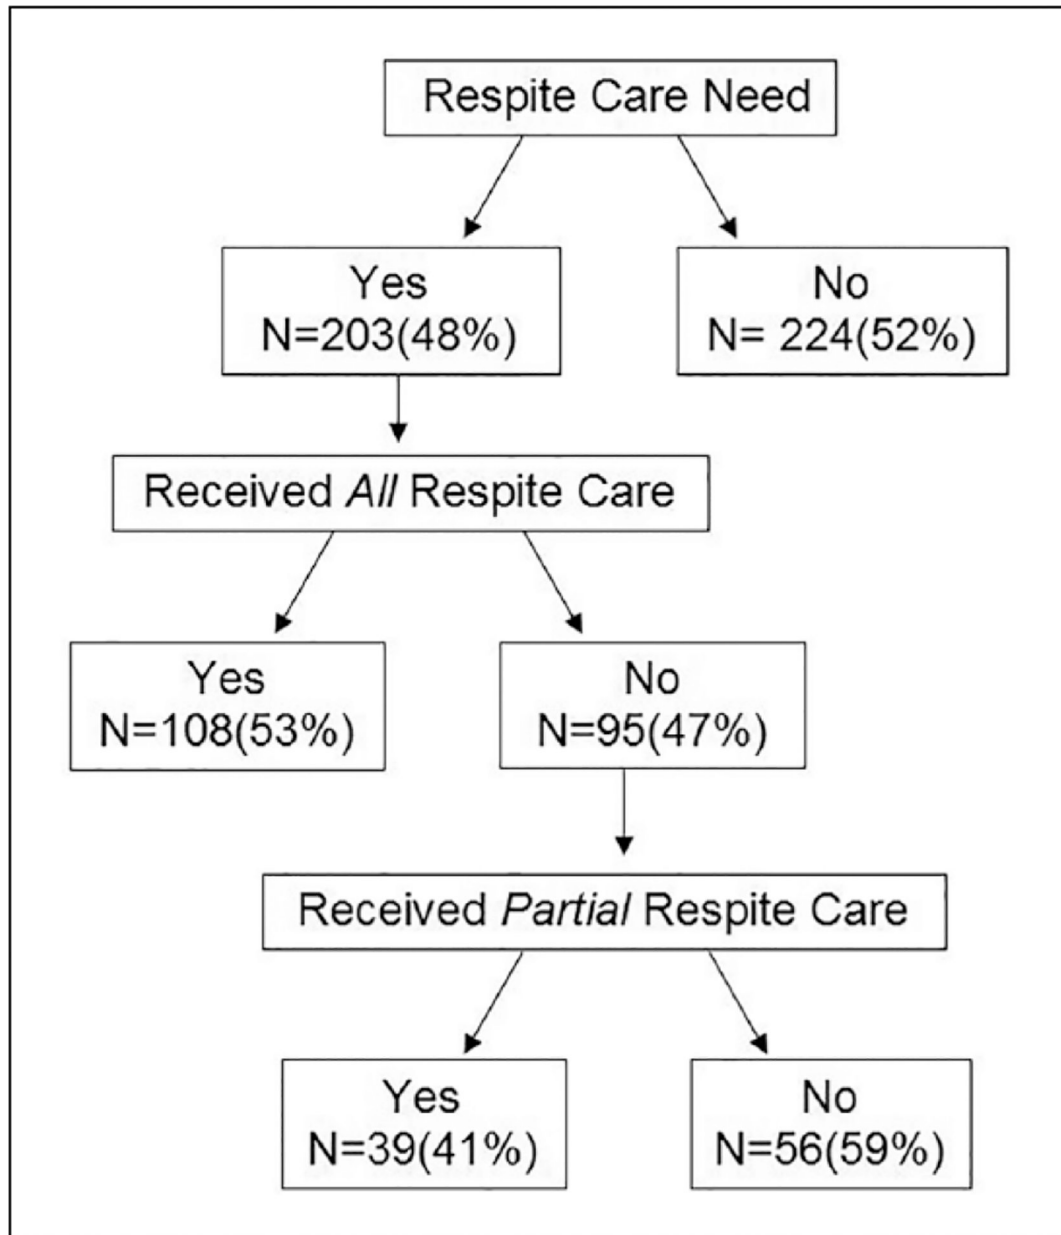 Respite Care Need
Yes
N=203(48%)
No
N= 224(52%)
Received All Respite Care
Yes
N=108(53%)
No
N=95(47%)
Received Partial Respite Care
Yes
N=39(41%)
No
N=56(59%)